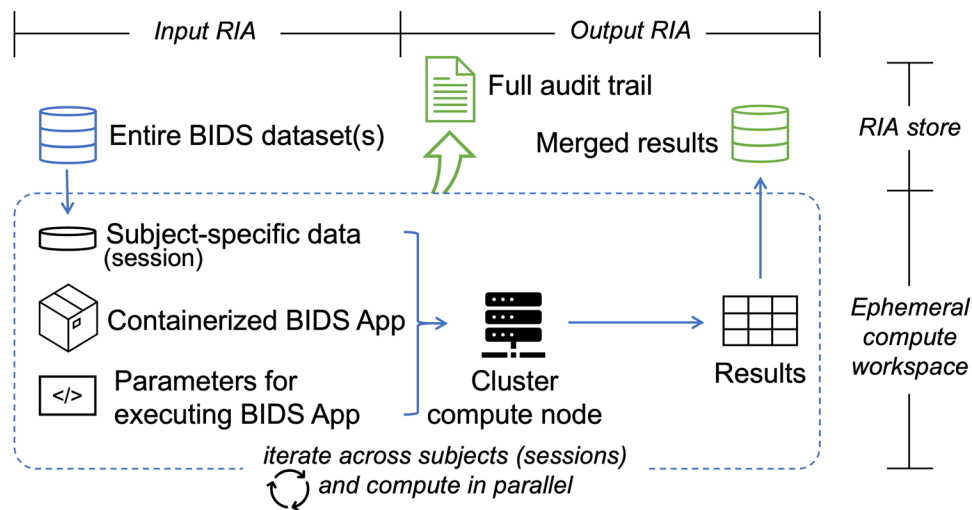 Input RIA
Output RIA
Full audit trail
Entire BIDS dataset(s)
Merged results
RIA store
Subject-specific data
(session)
Containerized BIDS App
</>
Parameters for
executing BIDS App
Cluster
compute node
Results
Ephemeral
compute
workspace
iterate across subjects (sessions)
and compute in parallel